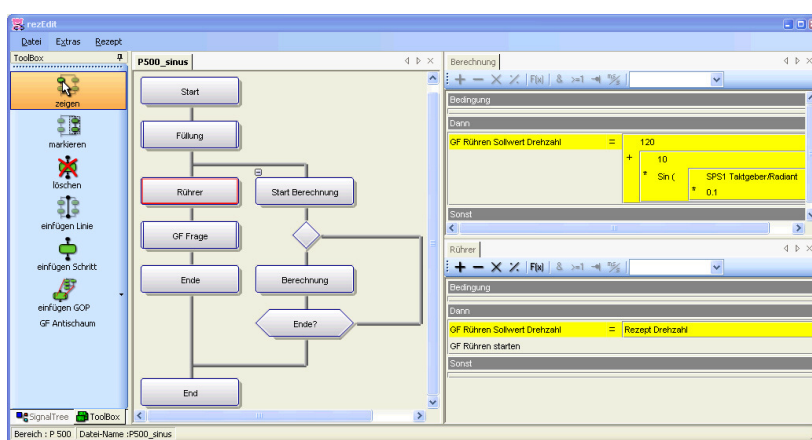 rezEdit
Datei Extras Rezept
ToolBox
zeigen
markieren
löschen
einfügen Linie
einfügen Schritt
einfügen GOP
GF Antischaum
SignalTree ToolBox
P500_sinus
Start
Füllung
Rührer Start Berechnung
GF Frage
Ende Berechnung
Ende?
End
Berechnung
+ − × ⁒ F(x) & >=1
Bedingung
Dann
GF Rühren Sollwert Drehzahl = 120
+ 10
* Sin ( SPS1 Taktgeber/Radiant
* 0.1
Sonst
Rührer
+ − × ⁒ F(x) & >=1
Bedingung
Dann
GF Rühren Sollwert Drehzahl = Rezept Drehzahl
GF Rühren starten
Sonst
Bereich : P 500 Datei-Name :P500_sinus